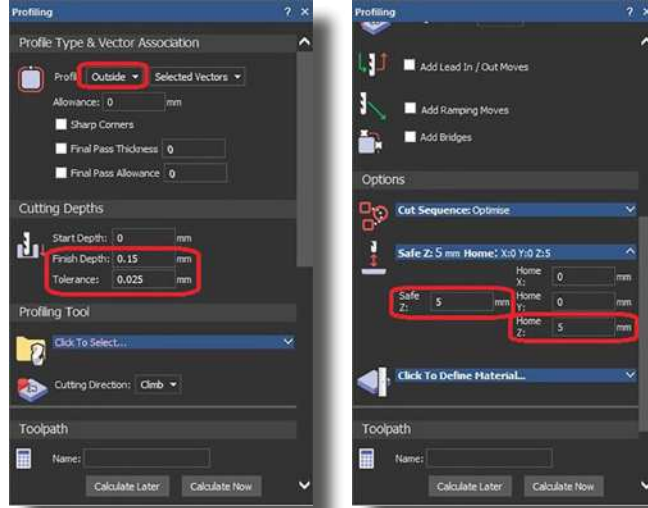 Profiling ? ×
Profile Type & Vector Association
Profile Outside Selected Vectors
Allowance: 0 mm
Sharp Corners
Final Pass Thickness 0
Final Pass Allowance 0
Cutting Depths
Start Depth: 0 mm
Finish Depth: 0.15 mm
Tolerance: 0.025 mm
Profiling Tool
Click To Select...
Cutting Direction: Climb
Toolpath
Name:
Calculate Later Calculate Now
Profiling ? ×
Add Lead In / Out Moves
Add Ramping Moves
Add Bridges
Options
Cut Sequence: Optimise
Safe Z: 5 mm Home: X:0 Y:0 Z:5
Home X: 0 mm
Safe Z: 5 mm Home Y: 0 mm
Home Z: 5 mm
Click To Define Material...
Toolpath
Name:
Calculate Later Calculate Now